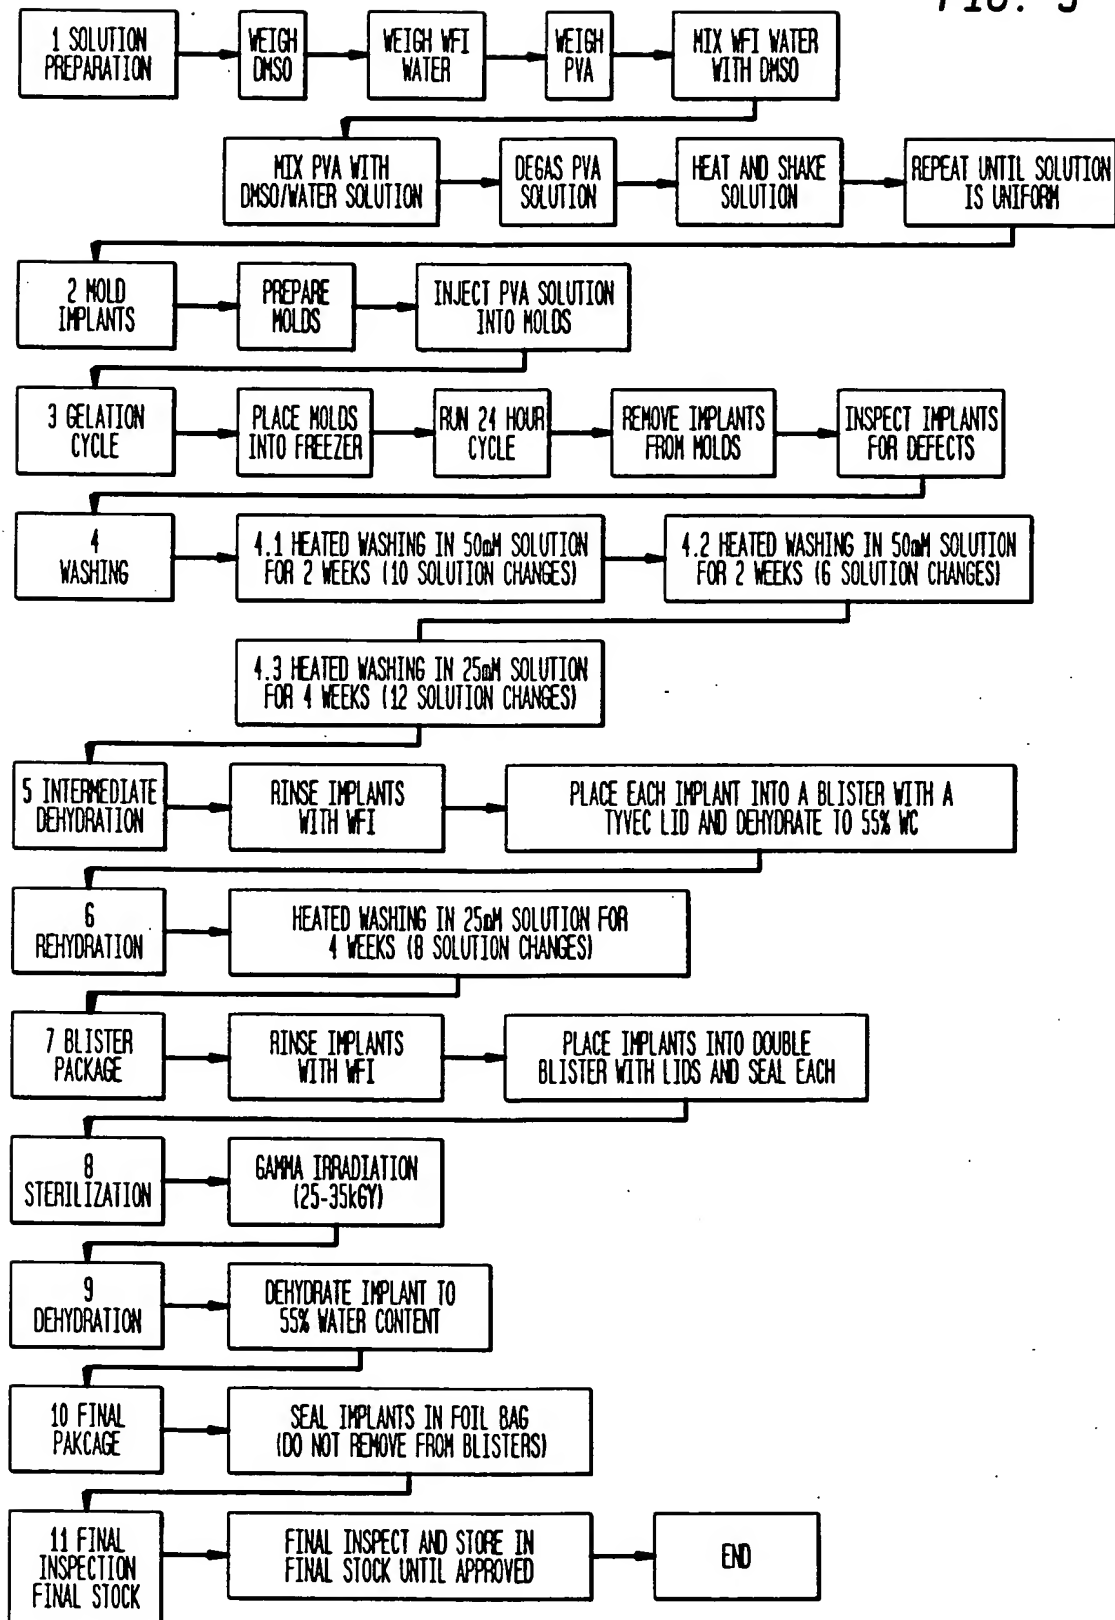 FIG. 5
1 SOLUTION
PREPARATION
WEIGH
DMSO
WEIGH WFI
WATER
WEIGH
PVA
MIX WFI WATER
WITH DMSO
MIX PVA WITH
DMSO/WATER SOLUTION
DEGAS PVA
SOLUTION
HEAT AND SHAKE
SOLUTION
REPEAT UNTIL SOLUTION
IS UNIFORM
2 MOLD
IMPLANTS
PREPARE
MOLDS
INJECT PVA SOLUTION
INTO MOLDS
3 GELATION
CYCLE
PLACE MOLDS
INTO FREEZER
RUN 24 HOUR
CYCLE
REMOVE IMPLANTS
FROM MOLDS
INSPECT IMPLANTS
FOR DEFECTS
4
WASHING
4.1 HEATED WASHING IN 50mM SOLUTION
FOR 2 WEEKS (10 SOLUTION CHANGES)
4.2 HEATED WASHING IN 50mM SOLUTION
FOR 2 WEEKS (6 SOLUTION CHANGES)
4.3 HEATED WASHING IN 25mM SOLUTION
FOR 4 WEEKS (12 SOLUTION CHANGES)
5 INTERMEDIATE
DEHYDRATION
RINSE IMPLANTS
WITH WFI
PLACE EACH IMPLANT INTO A BLISTER WITH A
TYVEC LID AND DEHYDRATE TO 55% WC
6
REHYDRATION
HEATED WASHING IN 25mM SOLUTION FOR
4 WEEKS (8 SOLUTION CHANGES)
7 BLISTER
PACKAGE
RINSE IMPLANTS
WITH WFI
PLACE IMPLANTS INTO DOUBLE
BLISTER WITH LIDS AND SEAL EACH
8
STERILIZATION
GAMMA IRRADIATION
(25-35kGY)
9
DEHYDRATION
DEHYDRATE IMPLANT TO
55% WATER CONTENT
10 FINAL
PAKCAGE
SEAL IMPLANTS IN FOIL BAG
(DO NOT REMOVE FROM BLISTERS)
11 FINAL
INSPECTION
FINAL STOCK
FINAL INSPECT AND STORE IN
FINAL STOCK UNTIL APPROVED
END